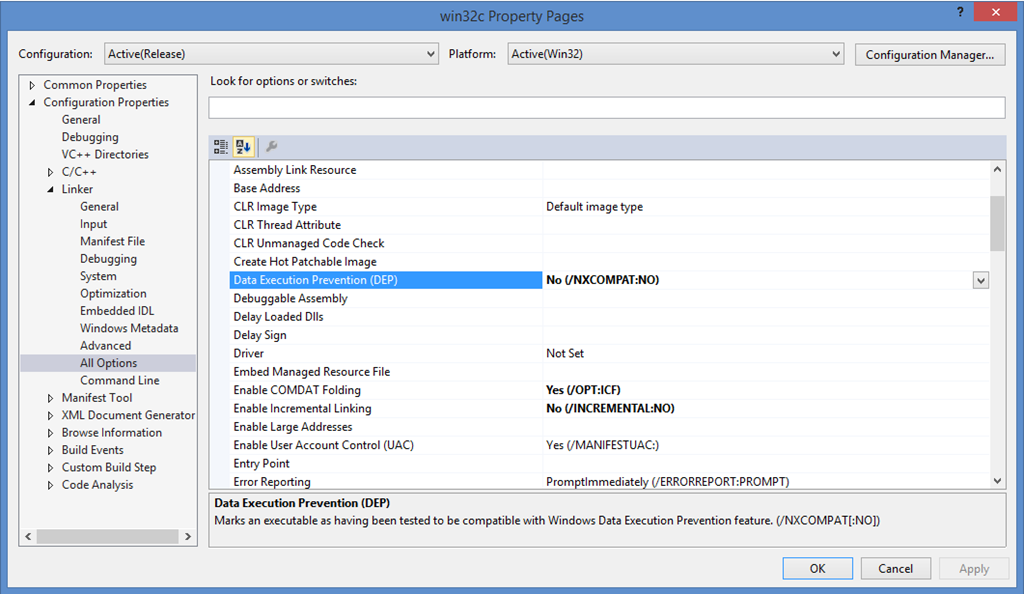 win32c Property Pages
?
Configuration: Active(Release) Platform: Active(Win32) Configuration Manager...
Common Properties
Configuration Properties
General
Debugging
VC++ Directories
C/C++
Linker
General
Input
Manifest File
Debugging
System
Optimization
Embedded IDL
Windows Metadata
Advanced
All Options
Command Line
Manifest Tool
XML Document Generator
Browse Information
Build Events
Custom Build Step
Code Analysis
Look for options or switches:
Assembly Link Resource
Base Address
CLR Image Type Default image type
CLR Thread Attribute
CLR Unmanaged Code Check
Create Hot Patchable Image
Data Execution Prevention (DEP) No (/NXCOMPAT:NO)
Debuggable Assembly
Delay Loaded Dlls
Delay Sign
Driver Not Set
Embed Managed Resource File
Enable COMDAT Folding Yes (/OPT:ICF)
Enable Incremental Linking No (/INCREMENTAL:NO)
Enable Large Addresses
Enable User Account Control (UAC) Yes (/MANIFESTUAC:)
Entry Point
Error Reporting PromptImmediately (/ERRORREPORT:PROMPT)
Data Execution Prevention (DEP)
Marks an executable as having been tested to be compatible with Windows Data Execution Prevention feature. (/NXCOMPAT[:NO])
OK Cancel Apply